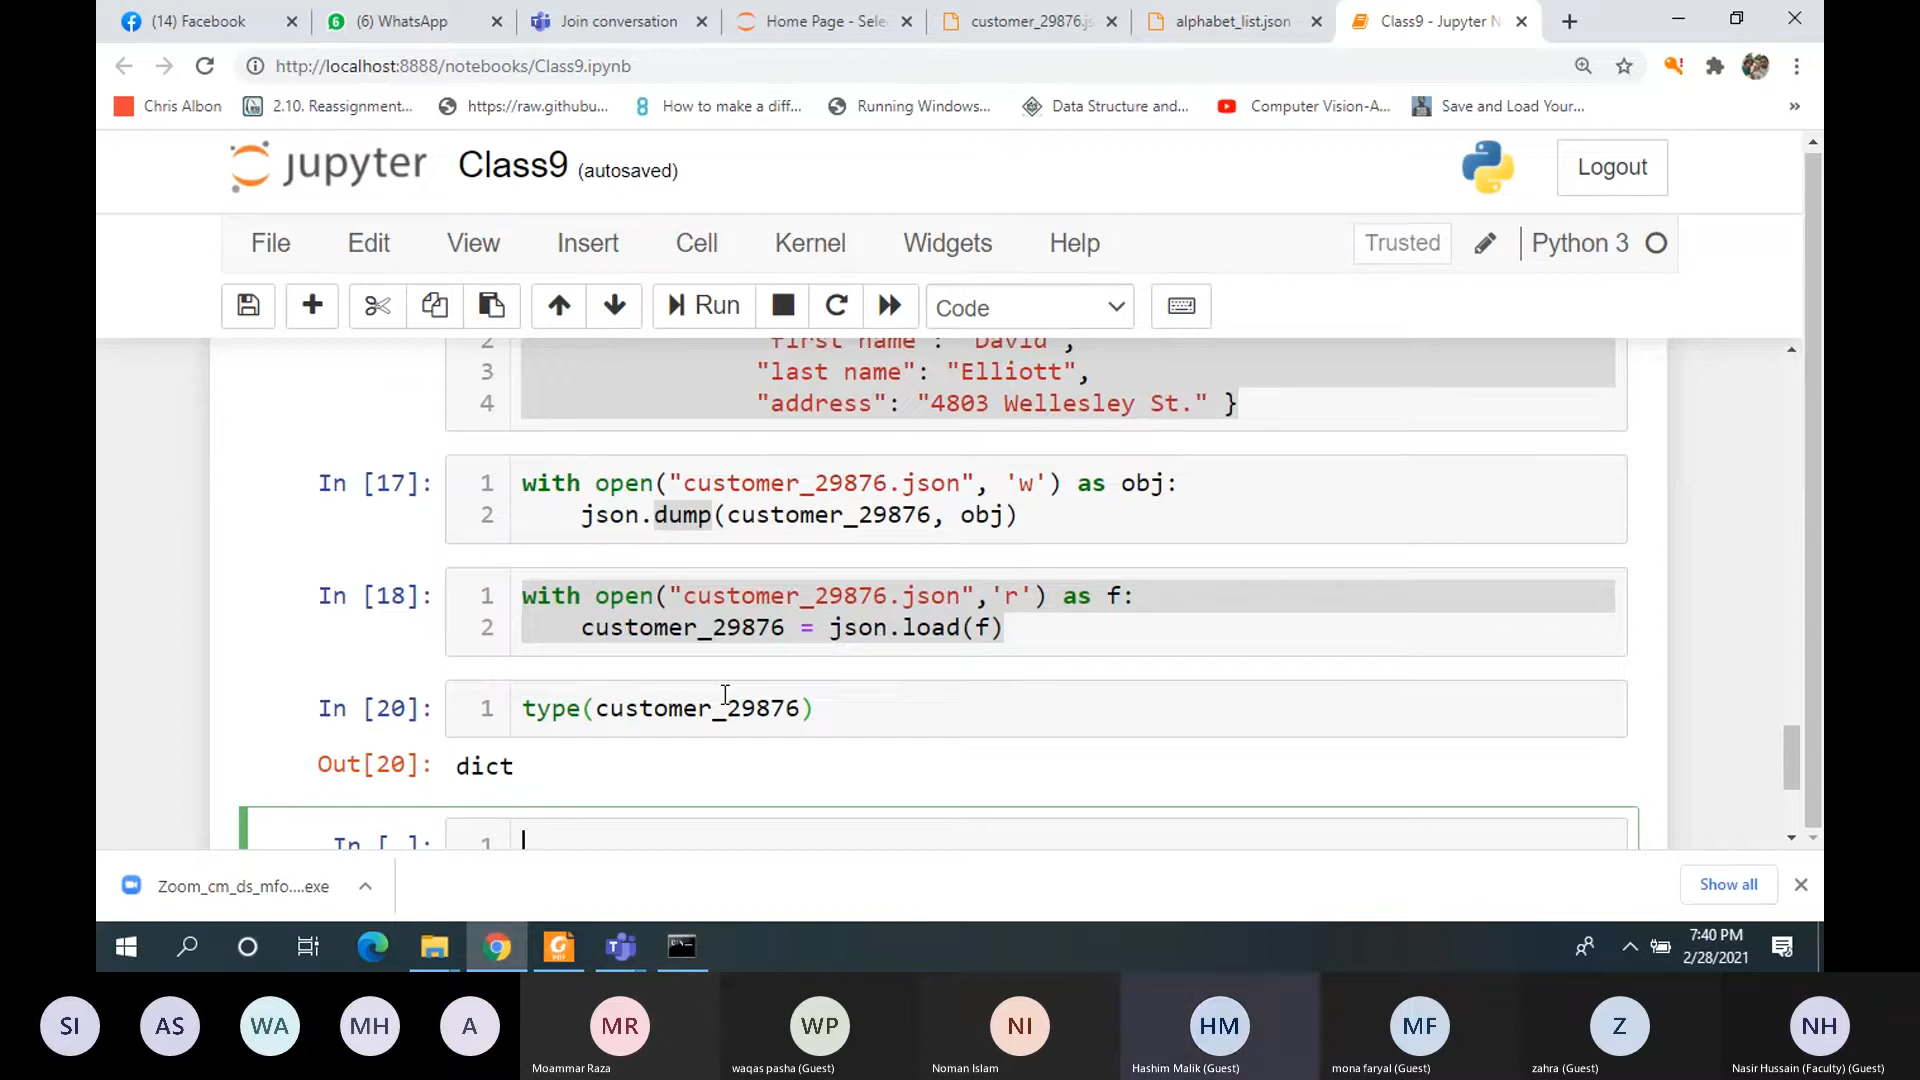 (14) Facebook
(6) WhatsApp
Join conversation
Home Page - Sele
customer_29876.js
alphabet_list.json
Class9 - Jupyter N
http://localhost:8888/notebooks/Class9.ipynb
Chris Albon
2.10. Reassignment...
https://raw.githubu...
How to make a diff...
Running Windows...
Data Structure and...
Computer Vision-A...
Save and Load Your...
»
jupyter Class9 (autosaved)
Logout
File Edit View Insert Cell Kernel Widgets Help
Trusted
Python 3
Run
Code
2 "first name": "David",
3 "last name": "Elliott",
4 "address": "4803 Wellesley St." }
In [17]:
1 with open("customer_29876.json", 'w') as obj:
2 json.dump(customer_29876, obj)
In [18]:
1 with open("customer_29876.json",'r') as f:
2 customer_29876 = json.load(f)
In [20]:
1 type(customer_29876)
Out[20]: dict
In [ ]:
1
Zoom_cm_ds_mfo....exe
Show all
7:40 PM
2/28/2021
SI
AS
WA
MH
A
MR
WP
NI
HM
MF
Z
NH
Moammar Raza
waqas pasha (Guest)
Noman Islam
Hashim Malik (Guest)
mona faryal (Guest)
zahra (Guest)
Nasir Hussain (Faculty) (Guest)